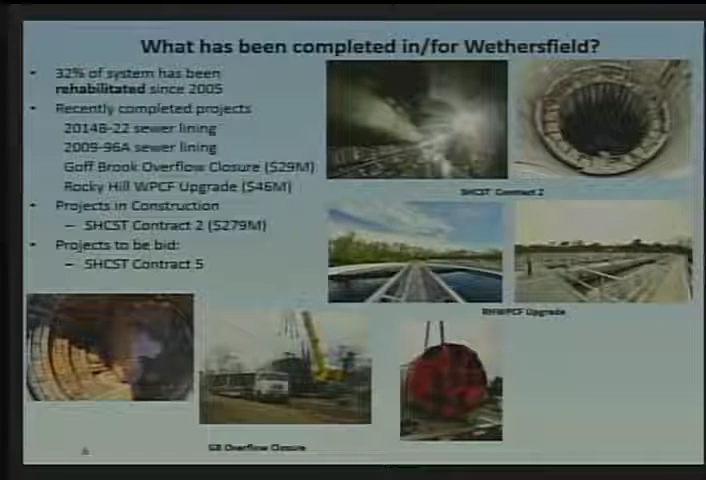 What has been completed in/for Wethersfield?
• 32% of system has been
rehabilitated since 2005
• Recently completed projects
2014B-22 sewer lining
2009-96A sewer lining
Goff Brook Overflow Closure ($29M)
Rocky Hill WPCF Upgrade ($46M)
• Projects in Construction
– SHCST Contract 2 ($279M)
• Projects to be bid:
– SHCST Contract 5
SHCST Contract 2
RHWPCF Upgrade
GB Overflow Closure